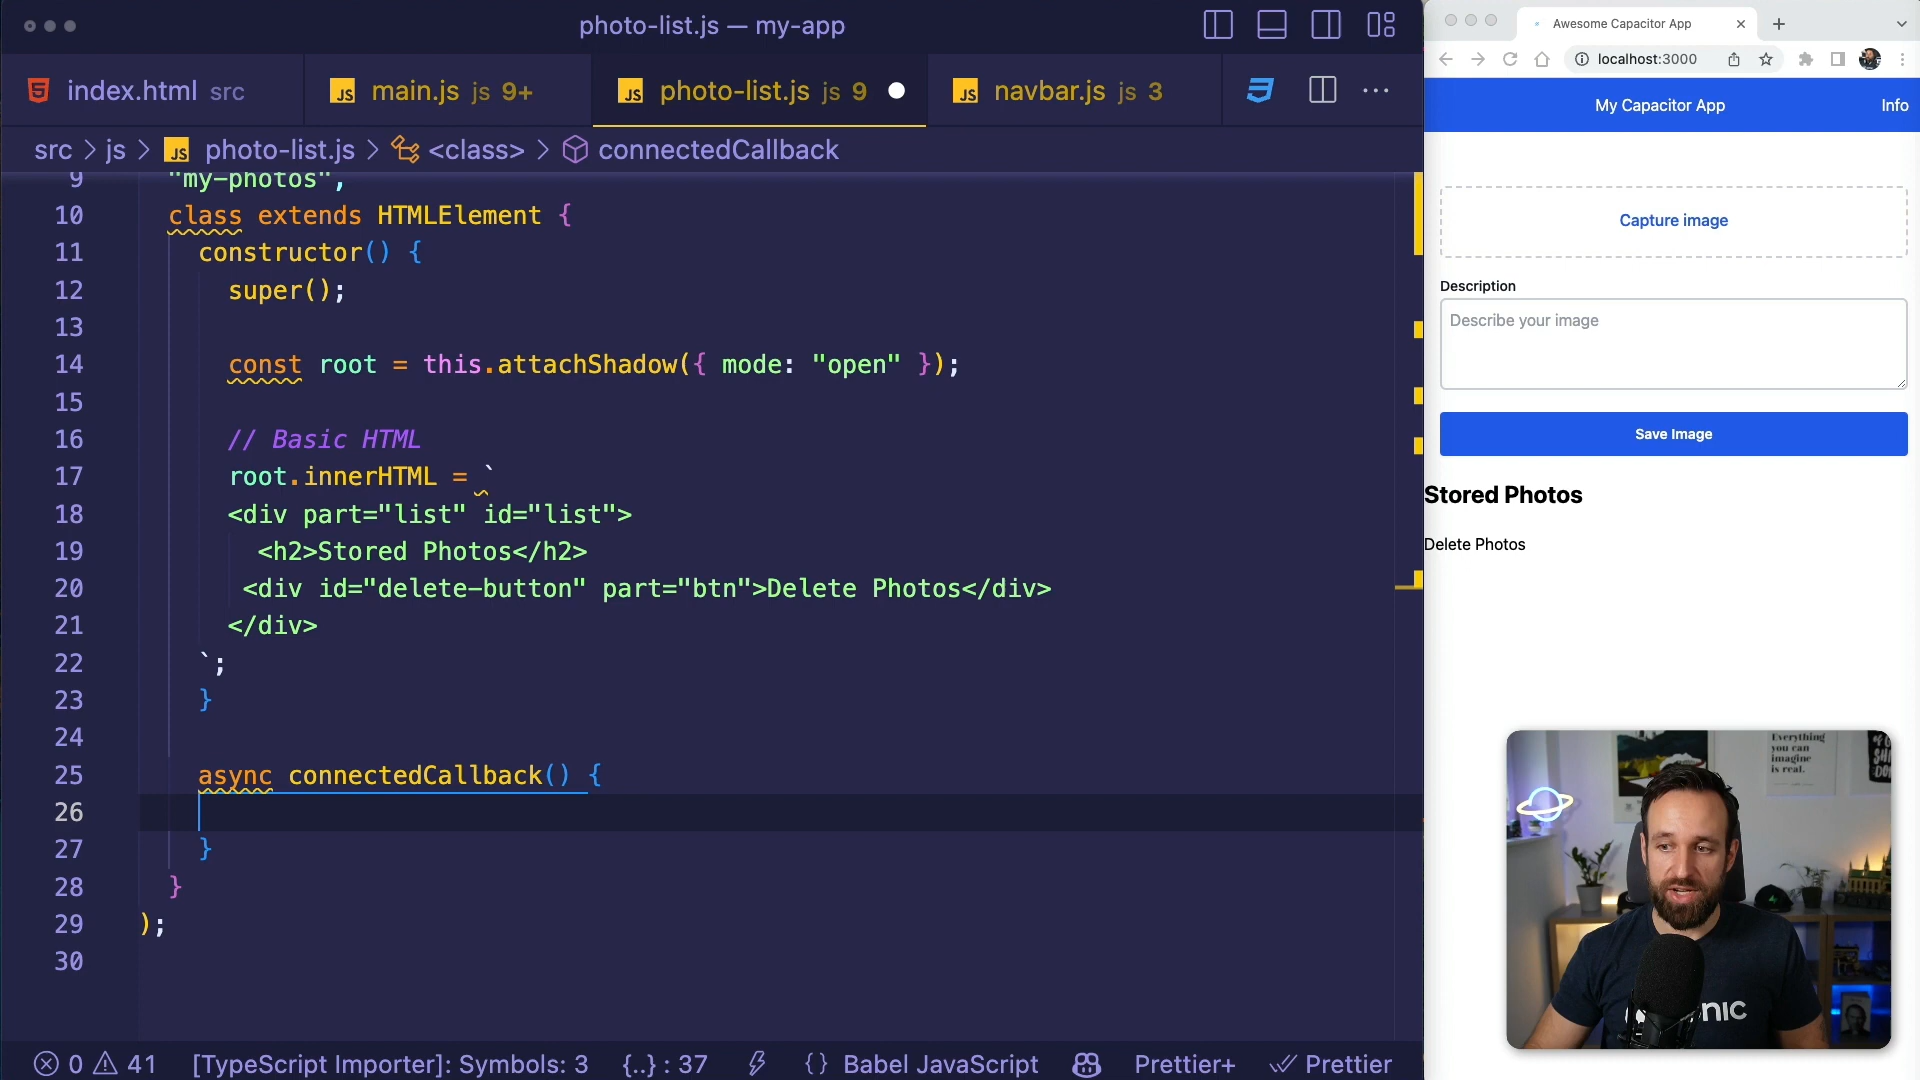 photo-list.js — my-app
index.html src
JS main.js js 9+
JS photo-list.js js 9
JS navbar.js js 3
src > js > JS photo-list.js > <class> > connectedCallback
9 "my-photos",
10 class extends HTMLElement {
11 constructor() {
12 super();
13
14 const root = this.attachShadow({ mode: "open" });
15
16 // Basic HTML
17 root.innerHTML = `
18 <div part="list" id="list">
19 <h2>Stored Photos</h2>
20 <div id="delete-button" part="btn">Delete Photos</div>
21 </div>
22 `;
23 }
24
25 async connectedCallback() {
26
27 }
28 }
29 );
30
0 41 [TypeScript Importer]: Symbols: 3 {..} : 37 {} Babel JavaScript Prettier+ Prettier
Awesome Capacitor App
localhost:3000
My Capacitor App
Info
Capture image
Description
Describe your image
Save Image
Stored Photos
Delete Photos
Everything
you can
imagine
is real.
NIC